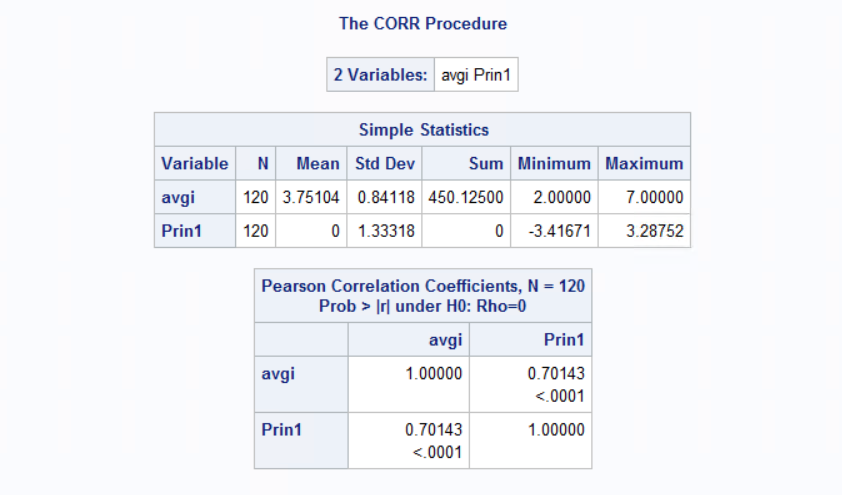 The CORR Procedure
2 Variables: avgi Prin1
Simple Statistics
Variable N Mean Std Dev Sum Minimum Maximum
avgi 120 3.75104 0.84118 450.12500 2.00000 7.00000
Prin1 120 0 1.33318 0 -3.41671 3.28752
Pearson Correlation Coefficients, N = 120
Prob > |r| under H0: Rho=0
avgi Prin1
avgi 1.00000 0.70143
<.0001
Prin1 0.70143 1.00000
<.0001